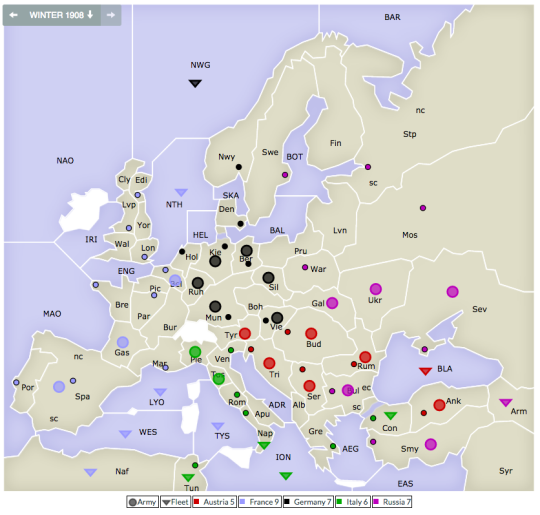 WINTER 1908
BAR
NWG
nc
Stp
Fin
Swe
Nwy
BOT
NAO
sc
Cly Edi
SKA
Lvp
NTH
Den
Mos
Yor
Lvn
IRI
Wal
HEL
BAL
Lon
Hol
Kie
Ber
Pru
ENG
War
Pic
Bel
Ruh
Sil
Ukr
MAO
Bre
Gal
Sev
Par
Mun
Boh
Vie
Bur
Tyr
Bud
Gas
nc
Mar
Pie
Ven
Tri
Rum
BLA
Por
Spa
LYO
Tus
Ser
Bul ec
Ank
Rom
ADR
Alb
sc
Arm
sc
Apu
Con
WES
TYS
Nap
Gre
Smy
AEG
ION
Naf
Tun
EAS
Syr
Army Fleet Austria 5 France 9 Germany 7 Italy 6 Russia 7